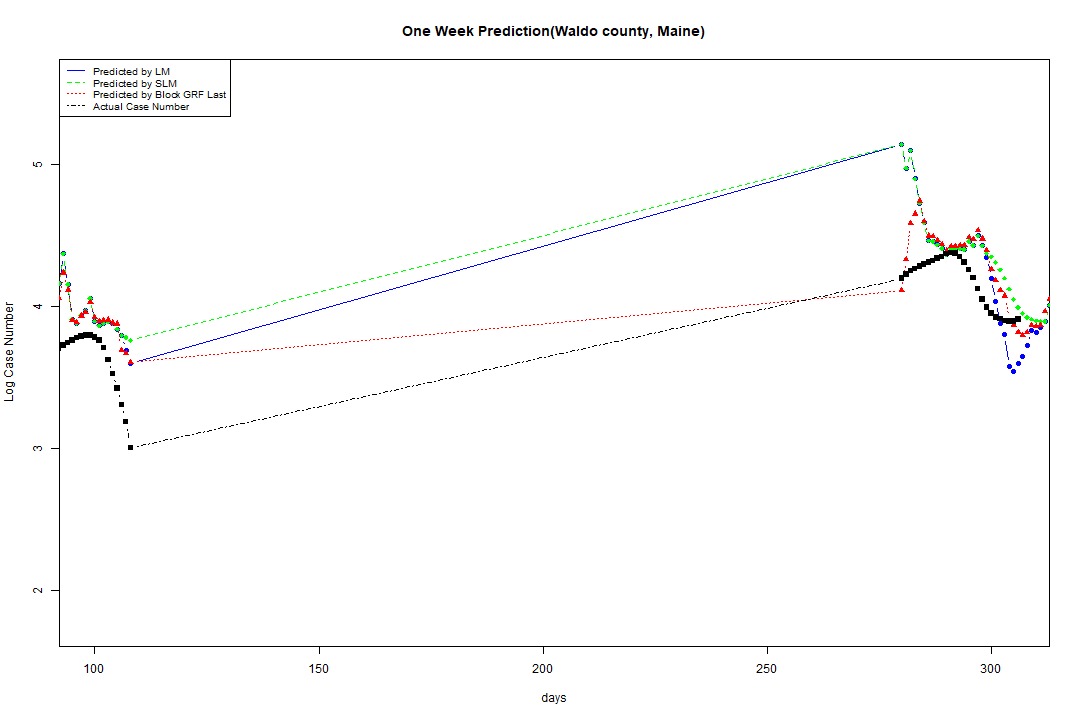 One Week Prediction(Waldo county, Maine)
Predicted by LM
Predicted by SLM
Predicted by Block GRF Last
Actual Case Number
5
4
3
2
Log Case Number
100 150 200 250 300
days